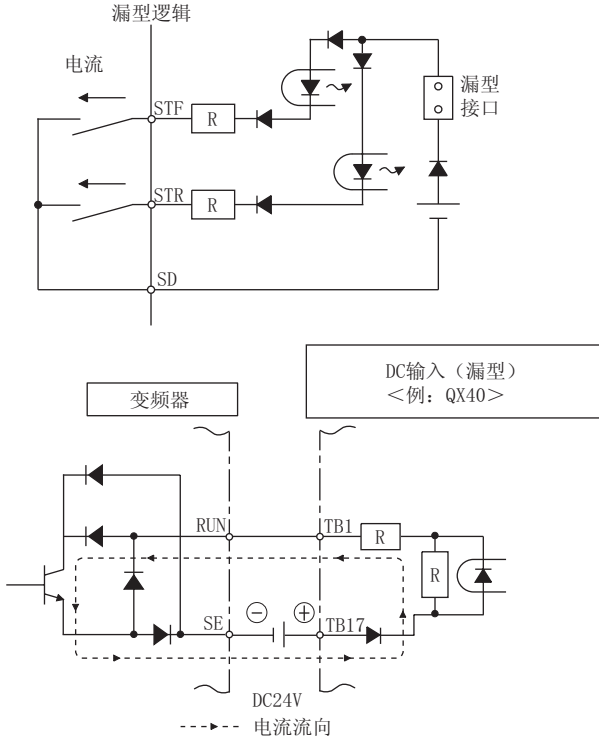 漏型逻辑
电流
STF
R
漏型
接口
STR
R
SD
DC输入（漏型）
＜例：QX40＞
变频器
RUN
TB1
R
R
SE
TB17
DC24V
电流流向